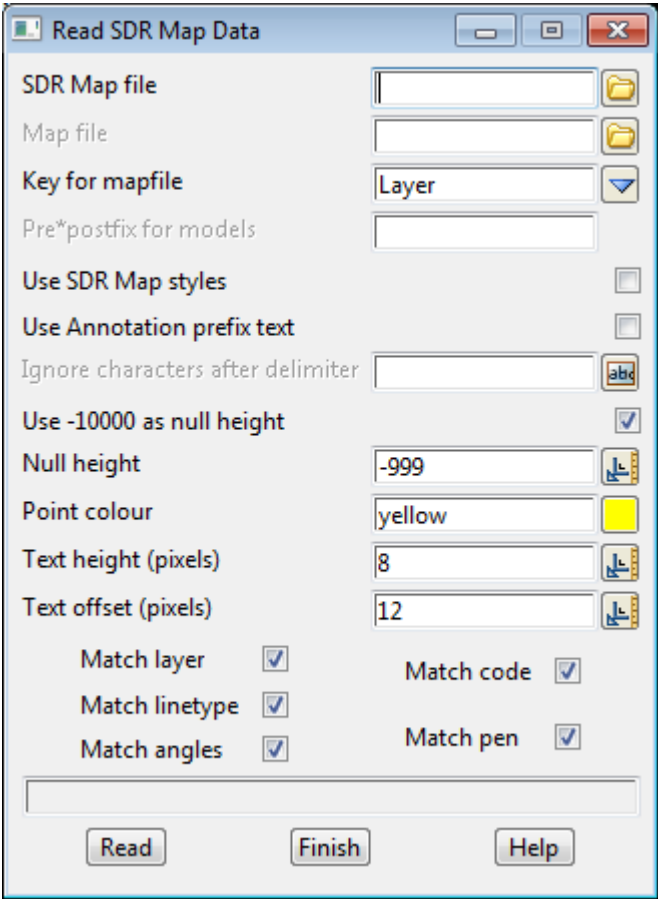 Read SDR Map Data
SDR Map file
Map file
Key for mapfile Layer
Pre*postfix for models
Use SDR Map styles
Use Annotation prefix text
Ignore characters after delimiter abc
Use -10000 as null height
Null height -999
Point colour yellow
Text height (pixels) 8
Text offset (pixels) 12
Match layer Match code
Match linetype
Match angles Match pen
Read Finish Help